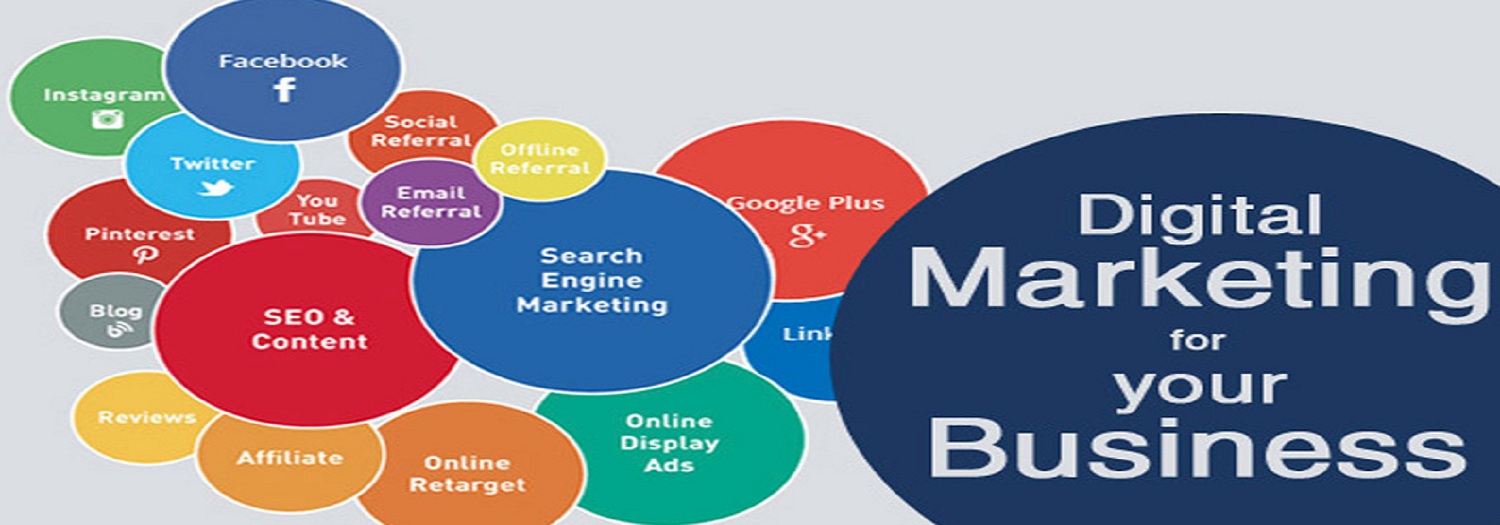 Facebook
Instagram
Social
Referral
Offline
Referral
Twitter
You
Tube
Email
Referral
Google Plus
g+
Pinterest
Search
Engine
Marketing
Blog
SEO &
Content
Link
Reviews
Affiliate
Online
Retarget
Online
Display
Ads
Digital
Marketing
for
your
Business